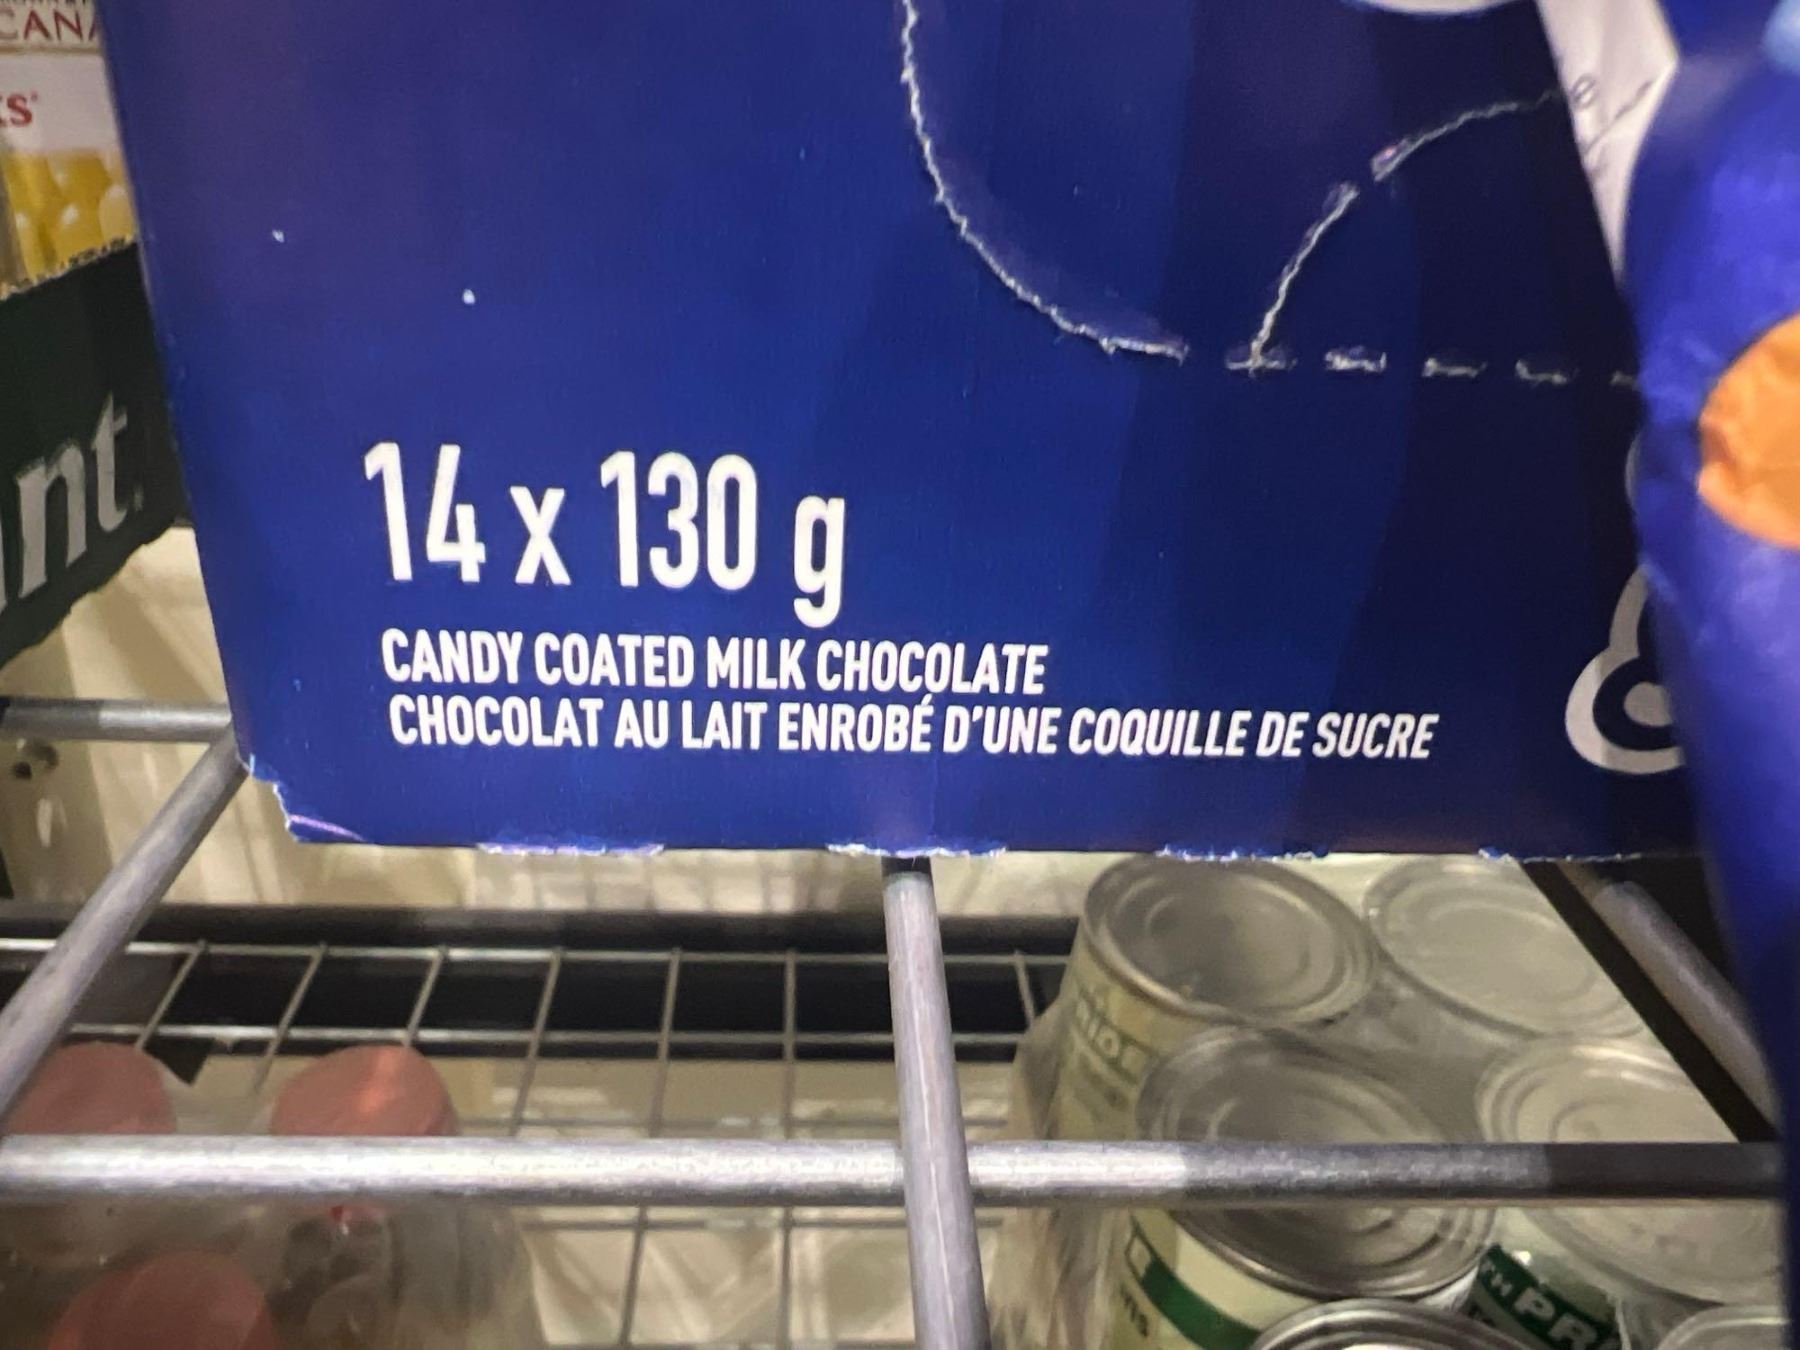 14 x 130 g
CANDY COATED MILK CHOCOLATE
CHOCOLAT AU LAIT ENROBÉ D'UNE COQUILLE DE SUCRE